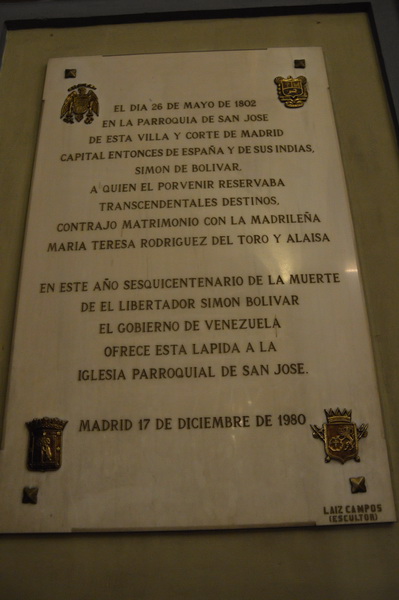 EL DIA 26 DE MAYO DE 1802
EN LA PARROQUIA DE SAN JOSE
DE ESTA VILLA Y CORTE DE MADRID
CAPITAL ENTONCES DE ESPAÑA Y DE SUS INDIAS,
SIMON DE BOLIVAR,
A QUIEN EL PORVENIR RESERVABA
TRANSCENDENTALES DESTINOS,
CONTRAJO MATRIMONIO CON LA MADRILEÑA
MARIA TERESA RODRIGUEZ DEL TORO Y ALAISA
EN ESTE AÑO SESQUICENTENARIO DE LA MUERTE
DE EL LIBERTADOR SIMON BOLIVAR
EL GOBIERNO DE VENEZUELA
OFRECE ESTA LAPIDA A LA
IGLESIA PARROQUIAL DE SAN JOSE.
MADRID 17 DE DICIEMBRE DE 1980
LAIZ CAMPOS
(ESCULTOR)